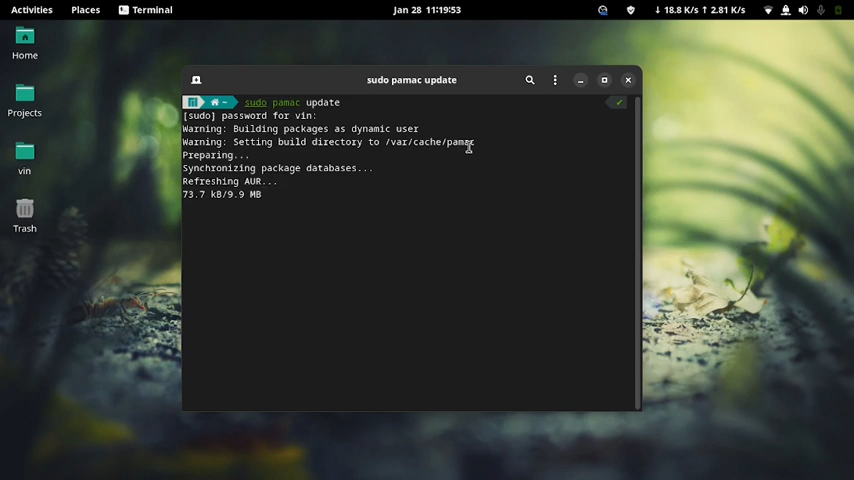 Activities Places Terminal Jan 28 11:19:53 ↓ 18.8 K/s ↑ 2.81 K/s
Home
Projects
vin
Trash
sudo pamac update
~ sudo pamac update ✓
[sudo] password for vin:
Warning: Building packages as dynamic user
Warning: Setting build directory to /var/cache/pamac
Preparing...
Synchronizing package databases...
Refreshing AUR...
73.7 kB/9.9 MB